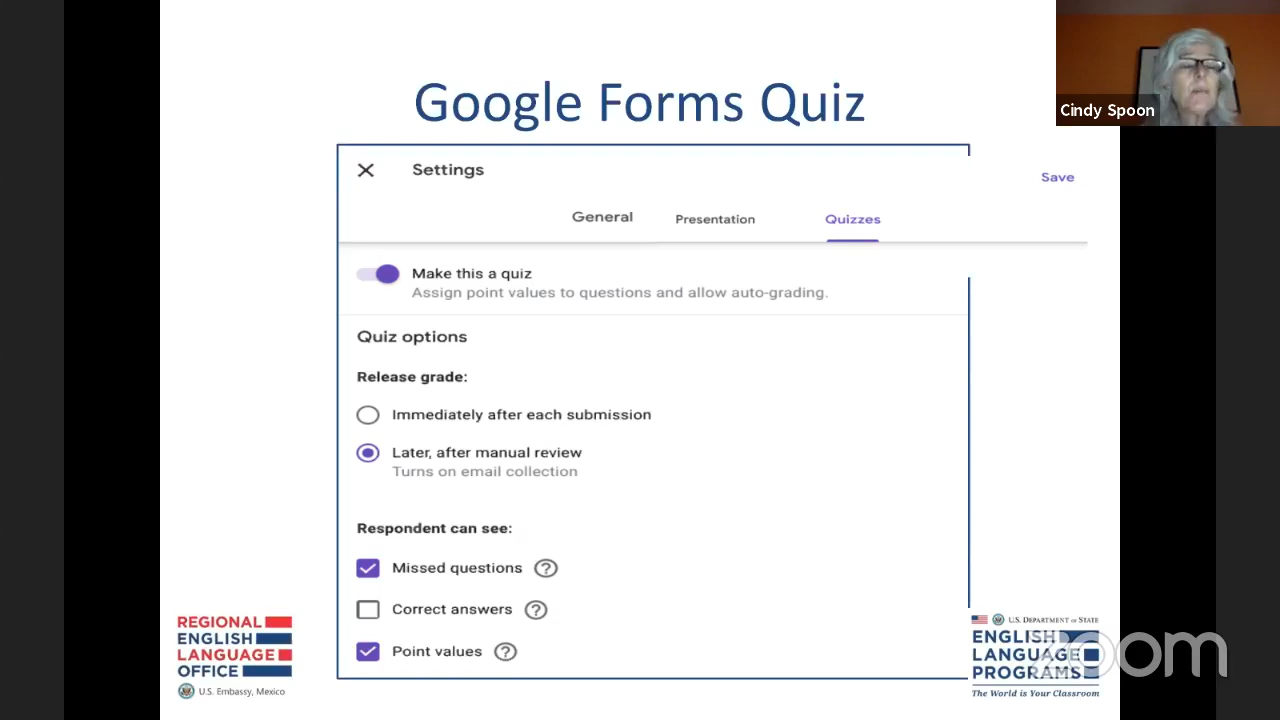 Google Forms Quiz
Cindy Spoon
Settings
Save
General
Presentation
Quizzes
Make this a quiz
Assign point values to questions and allow auto-grading.
Quiz options
Release grade:
Immediately after each submission
Later, after manual review
Turns on email collection
Respondent can see:
Missed questions
Correct answers
Point values
REGIONAL
ENGLISH
LANGUAGE
OFFICE
U.S. Embassy, Mexico
U.S. DEPARTMENT OF STATE
ENGLISH
LANGUAGE
PROGRAMS
The World is Your Classroom
zoom